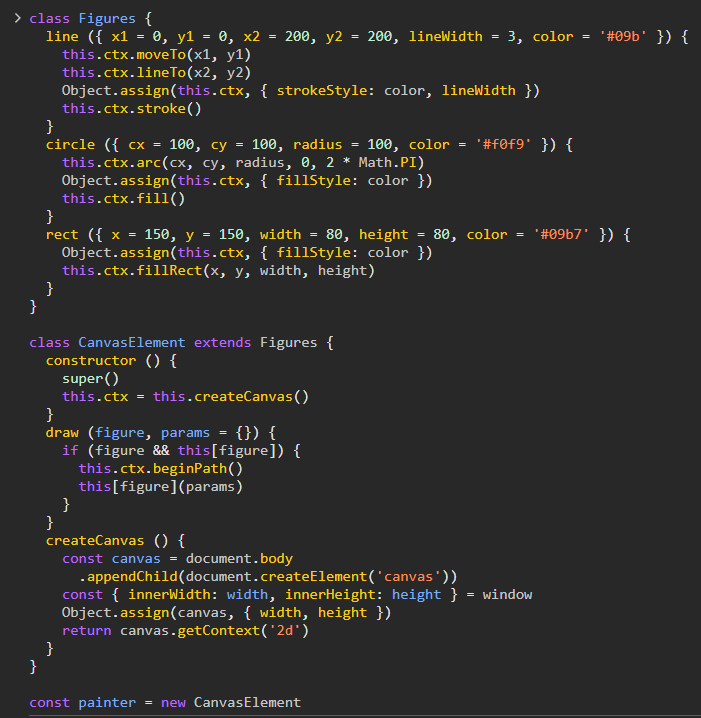 class Figures {
  line ({ x1 = 0, y1 = 0, x2 = 200, y2 = 200, lineWidth = 3, color = '#09b' }) {
    this.ctx.moveTo(x1, y1)
    this.ctx.lineTo(x2, y2)
    Object.assign(this.ctx, { strokeStyle: color, lineWidth })
    this.ctx.stroke()
  }
  circle ({ cx = 100, cy = 100, radius = 100, color = '#f0f9' }) {
    this.ctx.arc(cx, cy, radius, 0, 2 * Math.PI)
    Object.assign(this.ctx, { fillStyle: color })
    this.ctx.fill()
  }
  rect ({ x = 150, y = 150, width = 80, height = 80, color = '#09b7' }) {
    Object.assign(this.ctx, { fillStyle: color })
    this.ctx.fillRect(x, y, width, height)
  }
}

class CanvasElement extends Figures {
  constructor () {
    super()
    this.ctx = this.createCanvas()
  }
  draw (figure, params = {}) {
    if (figure && this[figure]) {
      this.ctx.beginPath()
      this[figure](params)
    }
  }
  createCanvas () {
    const canvas = document.body
      .appendChild(document.createElement('canvas'))
    const { innerWidth: width, innerHeight: height } = window
    Object.assign(canvas, { width, height })
    return canvas.getContext('2d')
  }
}

const painter = new CanvasElement